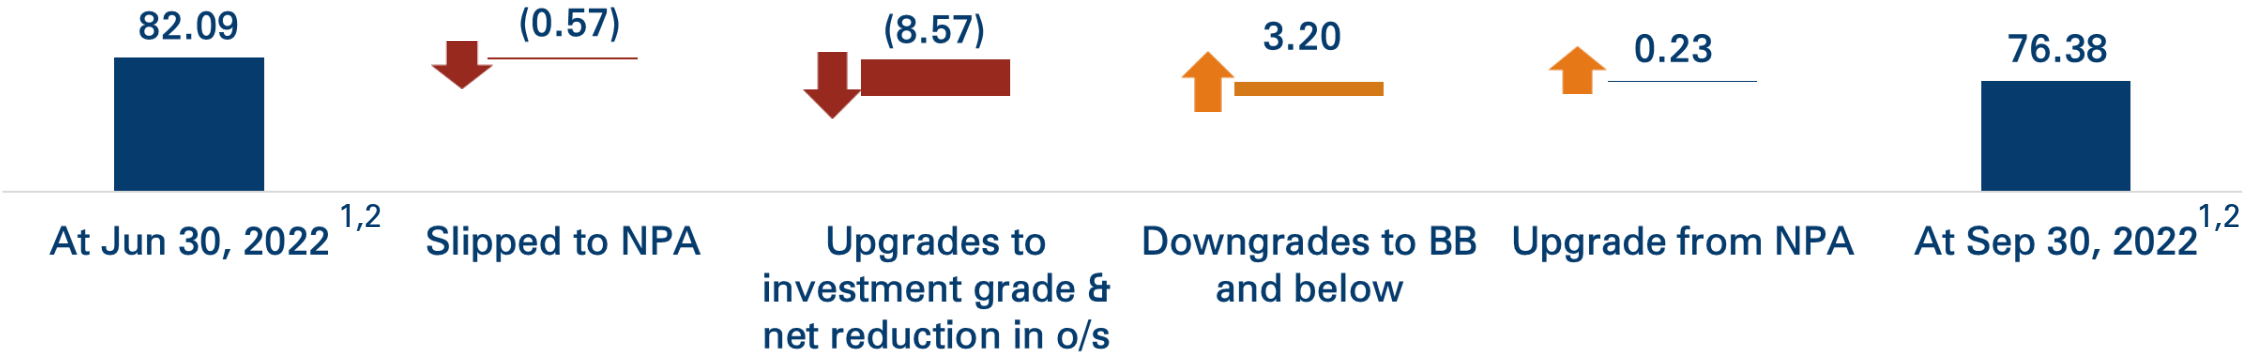 82.09
(0.57)
(8.57)
3.20
0.23
76.38
At Jun 30, 2022 1,2
Slipped to NPA
Upgrades to
investment grade &
net reduction in o/s
Downgrades to BB
and below
Upgrade from NPA
At Sep 30, 2022 1,2